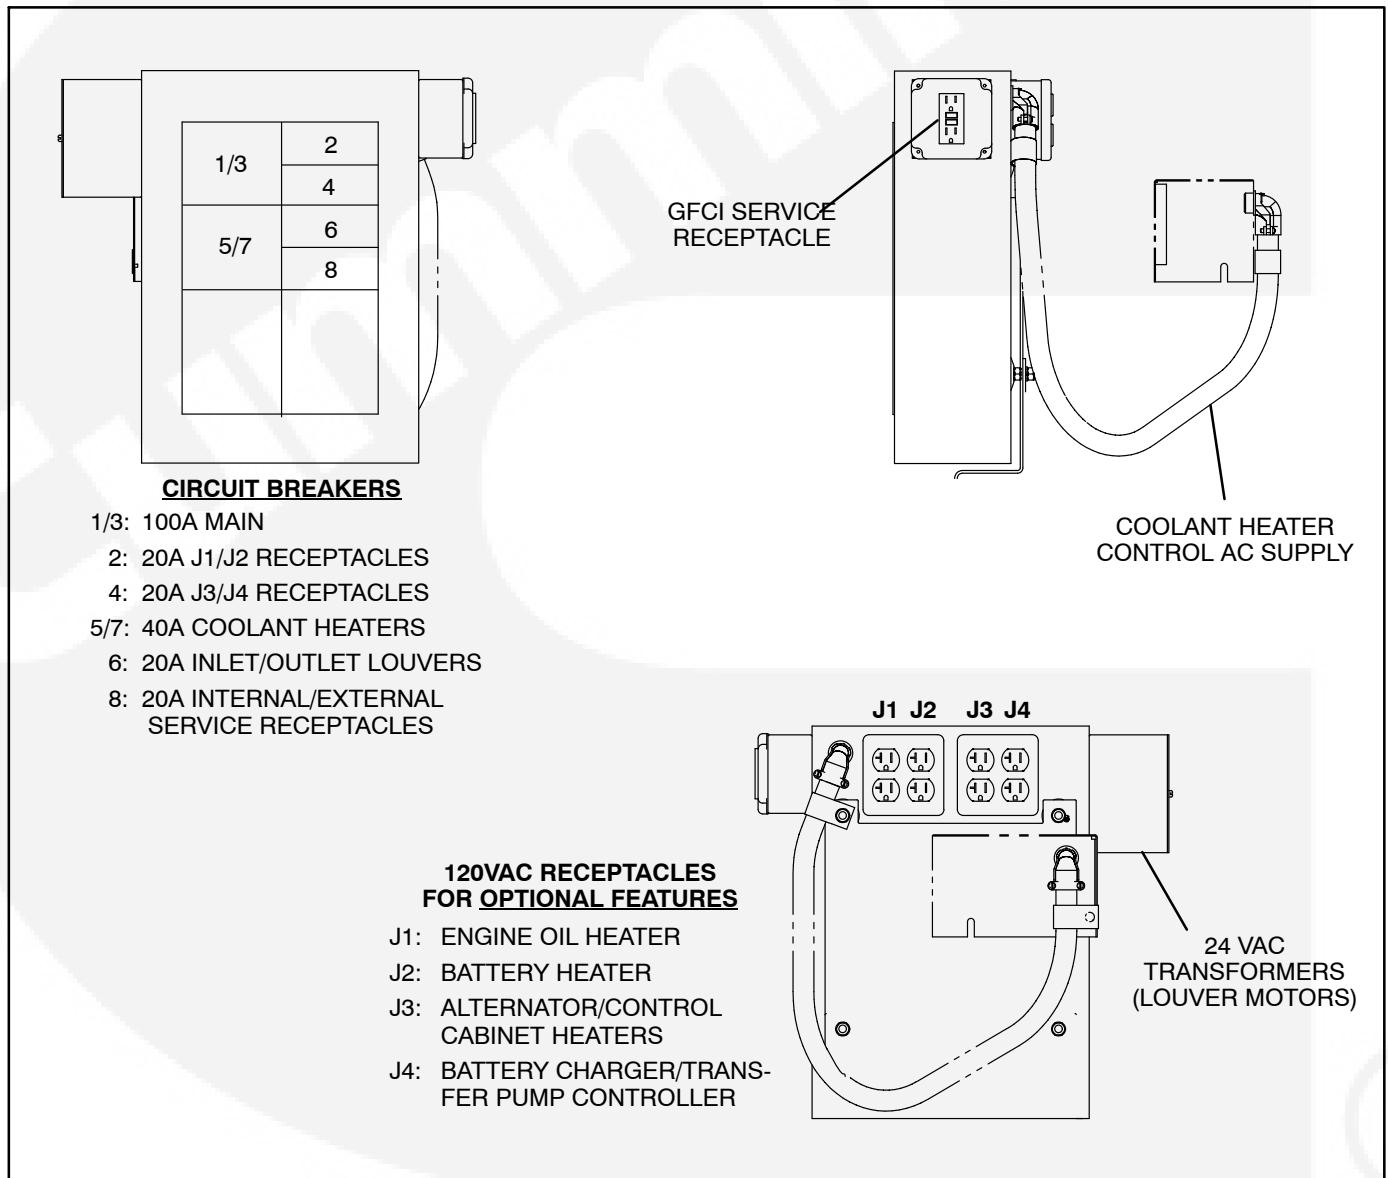 1/3
2
4
5/7
6
8
GFCI SERVICE
RECEPTACLE
COOLANT HEATER
CONTROL AC SUPPLY
CIRCUIT BREAKERS
1/3: 100A MAIN
2: 20A J1/J2 RECEPTACLES
4: 20A J3/J4 RECEPTACLES
5/7: 40A COOLANT HEATERS
6: 20A INLET/OUTLET LOUVERS
8: 20A INTERNAL/EXTERNAL
SERVICE RECEPTACLES
J1 J2 J3 J4
120VAC RECEPTACLES
FOR OPTIONAL FEATURES
J1: ENGINE OIL HEATER
J2: BATTERY HEATER
J3: ALTERNATOR/CONTROL
CABINET HEATERS
J4: BATTERY CHARGER/TRANS-
FER PUMP CONTROLLER
24 VAC
TRANSFORMERS
(LOUVER MOTORS)